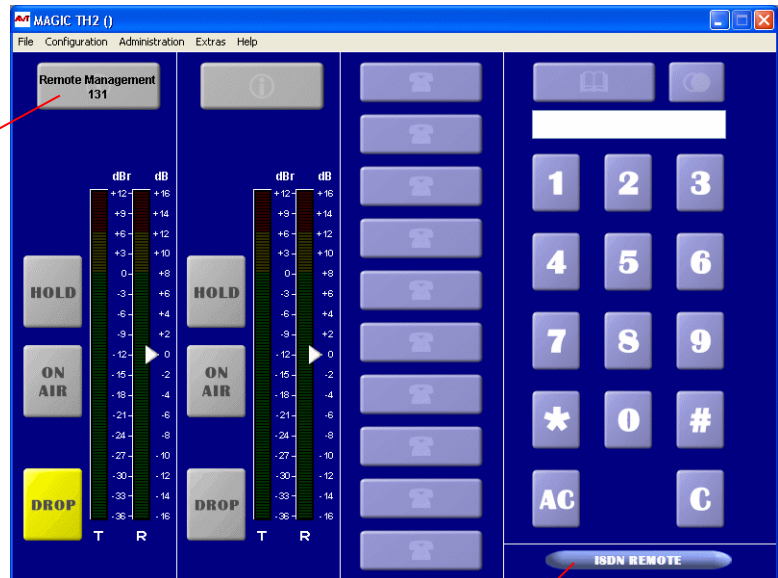 AVT MAGIC TH2 ()
File Configuration Administration Extras Help
Remote Management
131
dBr dB
+12 +16
+9 +14
+6 +12
+3 +10
0 +8
-3 +6
-6 +4
-9 +2
-12 0
-15 -2
-18 -4
-21 -6
-24 -8
-27 -10
-30 -12
-33 -14
-36 -16
T R
HOLD
ON
AIR
DROP
dBr dB
+12 +16
+9 +14
+6 +12
+3 +10
0 +8
-3 +6
-6 +4
-9 +2
-12 0
-15 -2
-18 -4
-21 -6
-24 -8
-27 -10
-30 -12
-33 -14
-36 -16
T R
HOLD
ON
AIR
DROP
1 2 3
4 5 6
7 8 9
* 0 #
AC C
ISDN REMOTE